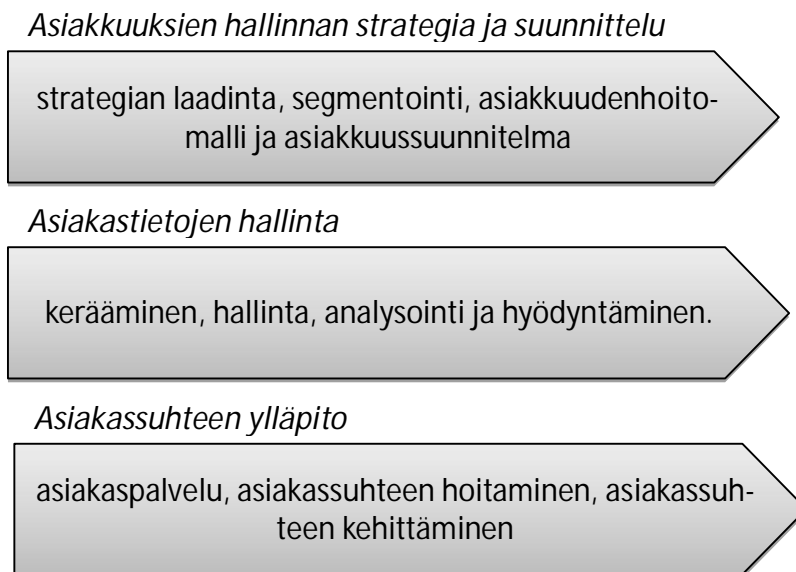 Asiakkuuksien hallinnan strategia ja suunnittelu
strategian laadinta, segmentointi, asiakkuudenhoito-
malli ja asiakkuussuunnitelma
Asiakastietojen hallinta
kerääminen, hallinta, analysointi ja hyödyntäminen.
Asiakassuhteen ylläpito
asiakaspalvelu, asiakassuhteen hoitaminen, asiakassuh-
teen kehittäminen